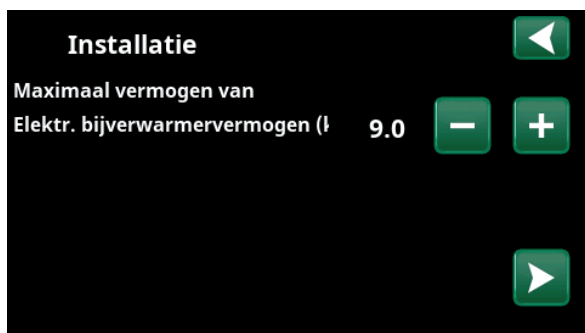 Installatie
Maximaal vermogen van
Elektr. bijverwarmervermogen (k
9.0